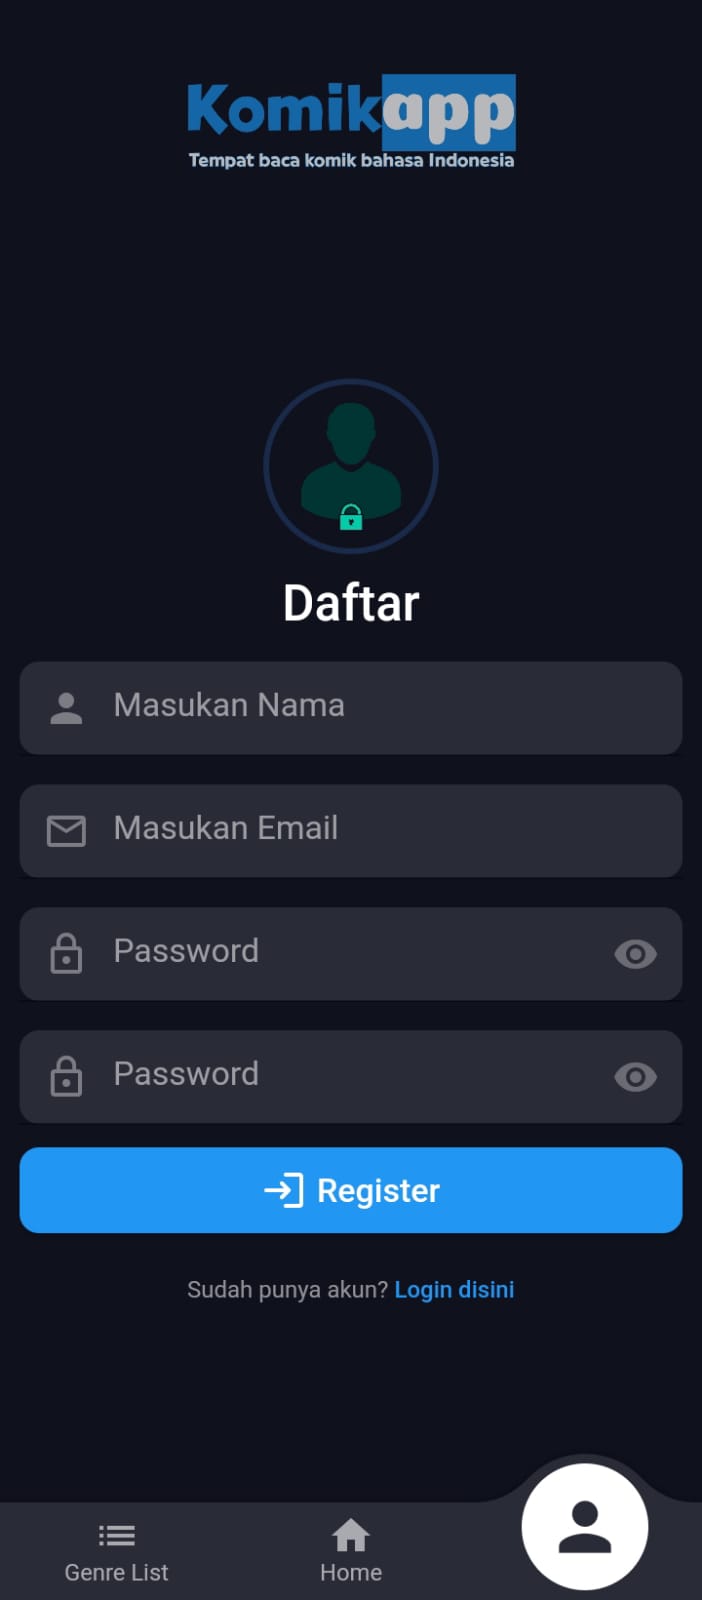 Komikapp
Tempat baca komik bahasa Indonesia
Daftar
Masukan Nama
Masukan Email
Password
Password
Register
Sudah punya akun? Login disini
Genre List
Home